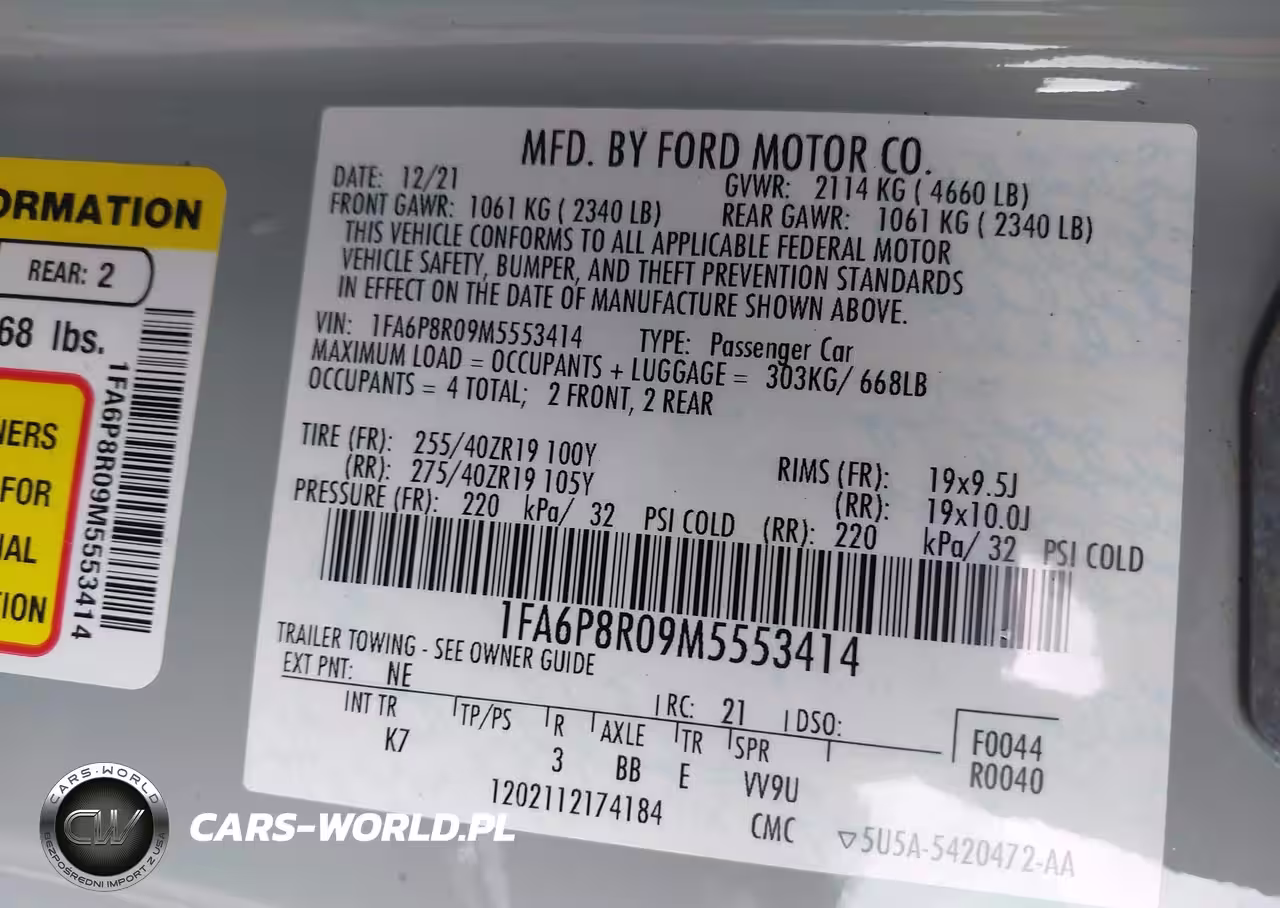 ORMATION
REAR: 2
68 lbs.
1FA6P8R09M5553414
NERS
FOR
IAL
TION
MFD. BY FORD MOTOR CO.
DATE: 12/21 GVWR: 2114 KG ( 4660 LB)
FRONT GAWR: 1061 KG ( 2340 LB) REAR GAWR: 1061 KG ( 2340 LB)
THIS VEHICLE CONFORMS TO ALL APPLICABLE FEDERAL MOTOR
VEHICLE SAFETY, BUMPER, AND THEFT PREVENTION STANDARDS
IN EFFECT ON THE DATE OF MANUFACTURE SHOWN ABOVE.
VIN: 1FA6P8R09M5553414 TYPE: Passenger Car
MAXIMUM LOAD = OCCUPANTS + LUGGAGE = 303KG/ 668LB
OCCUPANTS = 4 TOTAL; 2 FRONT, 2 REAR
TIRE (FR): 255/40ZR19 100Y RIMS (FR): 19x9.5J
(RR): 275/40ZR19 105Y (RR): 19x10.0J
PRESSURE (FR): 220 kPa/ 32 PSI COLD (RR): 220 kPa/ 32 PSI COLD
1FA6P8R09M5553414
TRAILER TOWING - SEE OWNER GUIDE
EXT PNT: NE RC: 21 DSO:
INT TR TP/PS R AXLE TR SPR F0044
K7 3 BB E VV9U R0040
1202112174184 CMC 5U5A-5420472-AA
CARS-WORLD
CW
BEZPOŚREDNI IMPORT Z USA
CARS-WORLD.PL